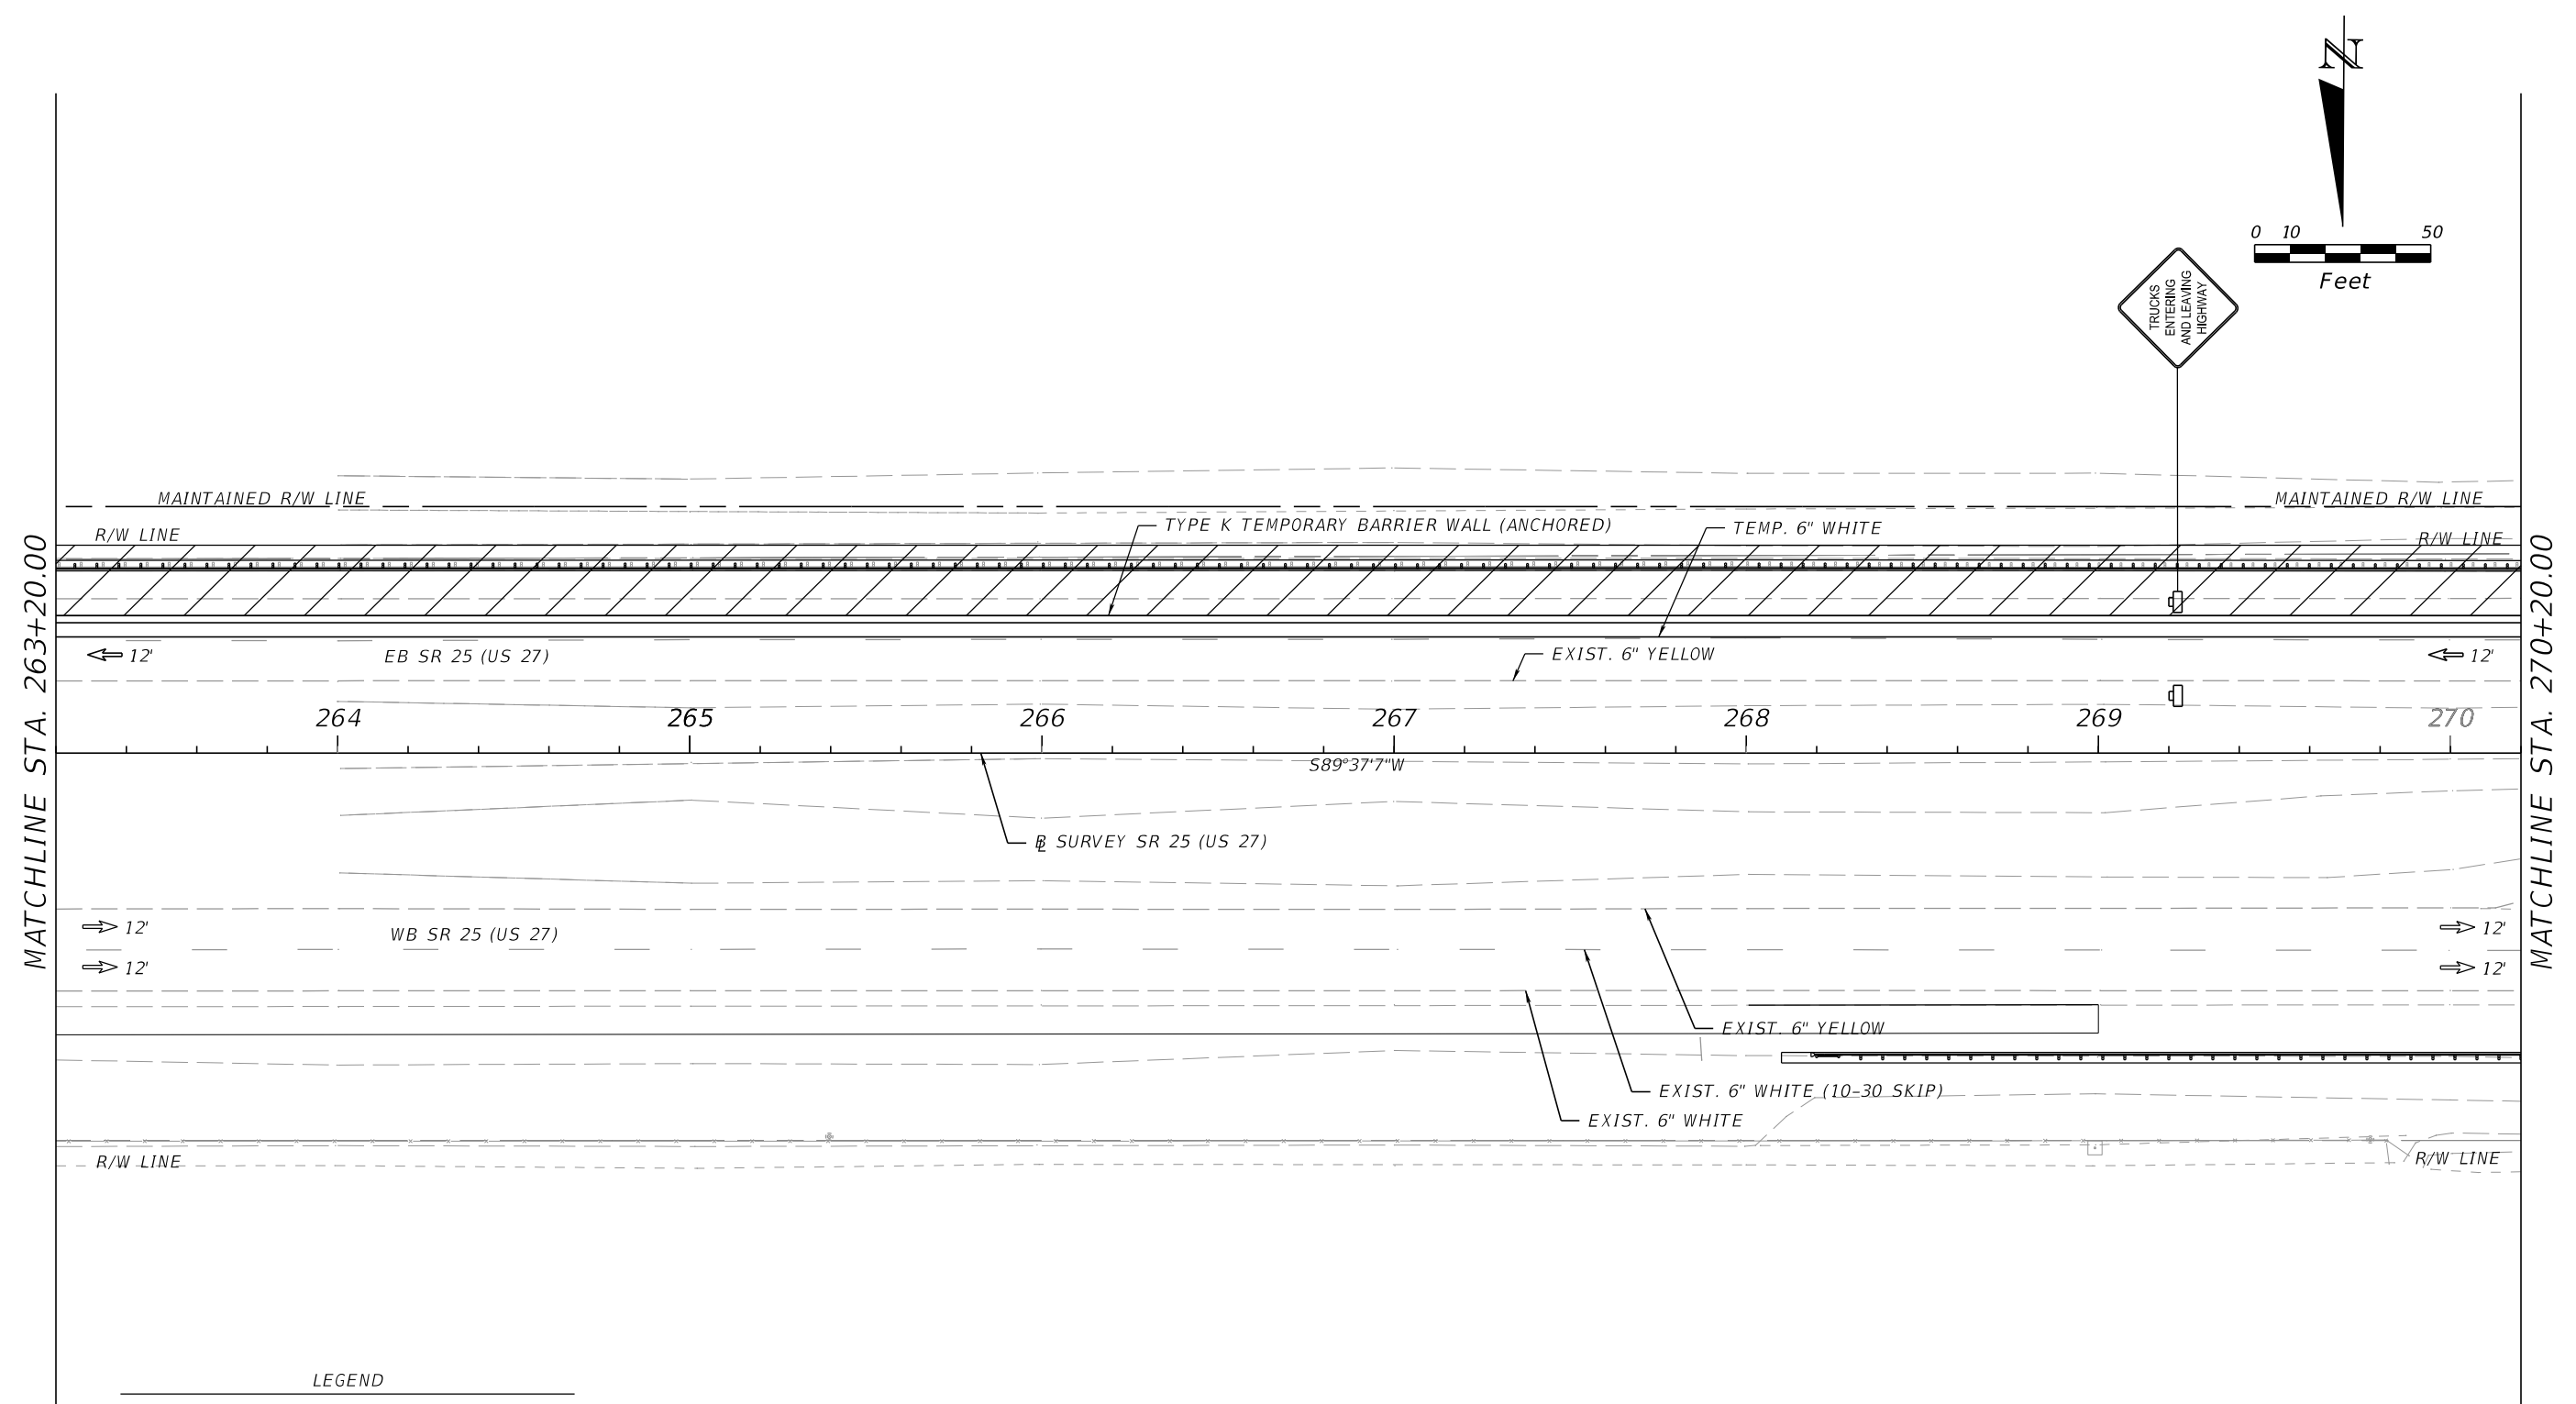 N
0 10 50
Feet
TRUCKS
ENTERING
AND LEAVING
HIGHWAY
MAINTAINED R/W LINE
MAINTAINED R/W LINE
R/W LINE
TYPE K TEMPORARY BARRIER WALL (ANCHORED)
TEMP. 6" WHITE
R/W LINE
MATCHLINE STA. 263+20.00
MATCHLINE STA. 270+20.00
12'
EB SR 25 (US 27)
EXIST. 6" YELLOW
12'
264 265 266 267 268 269 270
S89°37'7"W
BL SURVEY SR 25 (US 27)
12'
WB SR 25 (US 27)
12'
12'
12'
EXIST. 6" YELLOW
EXIST. 6" WHITE (10-30 SKIP)
EXIST. 6" WHITE
R/W LINE
R/W LINE
LEGEND